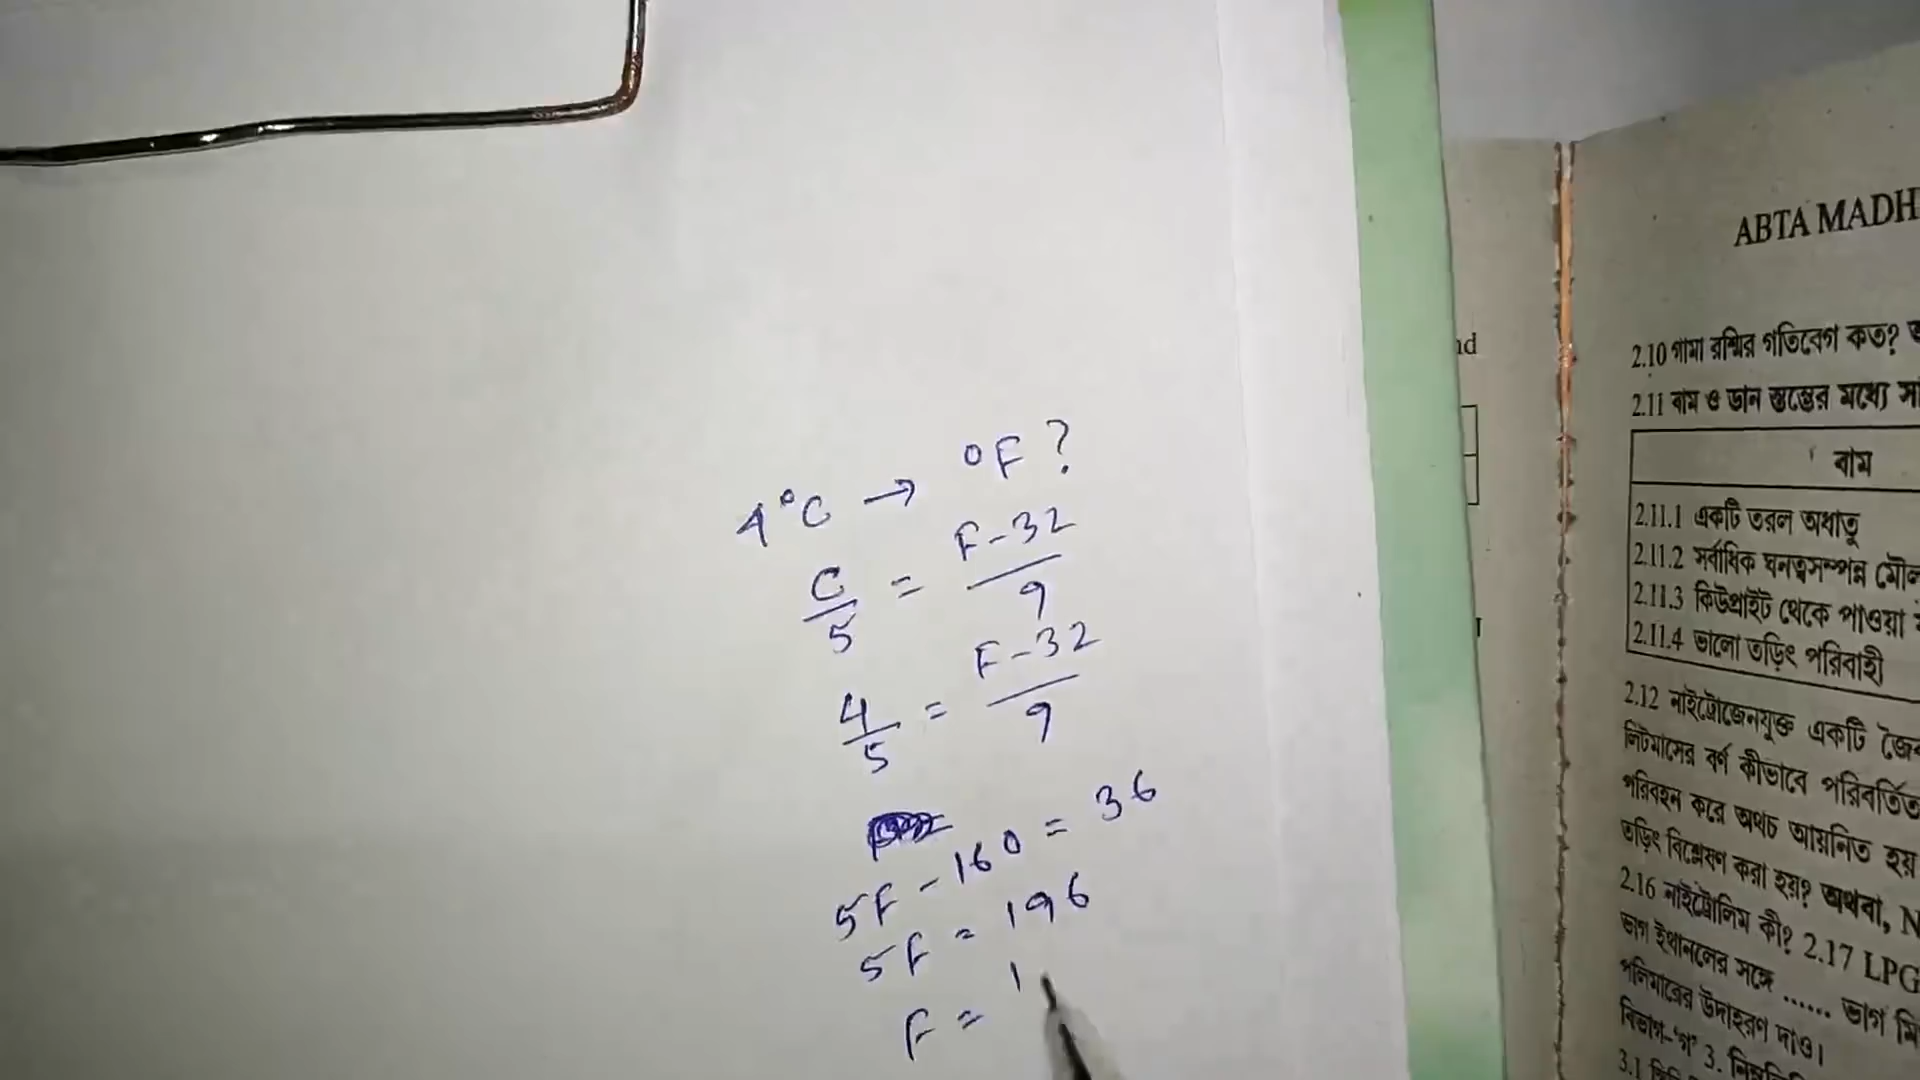 4°C → °F ?
C/5 = F-32/9
4/5 = F-32/9
5F - 160 = 36
5F = 196
F = 1
ABTA MADH
2.10 গামা রশ্মির গতিবেগ কত?
2.11 বাম ও ডান স্তম্ভের মধ্যে
বাম
2.11.1 একটি তরল অধাতু
2.11.2 সর্বাধিক ঘনত্বসম্পন্ন মৌল
2.11.3 কিউপ্রাইট থেকে পাওয়া
2.11.4 ভালো তড়িৎ পরিবাহী
2.12 নাইট্রোজেনযুক্ত একটি জৈব
লিটমাসের বর্ণ কীভাবে পরিবর্তিত
পরিবহন করে অথচ আয়নিত হয়
তড়িৎ বিশ্লেষণ করা হয়? অথবা, N
2.16 নাইট্রোলিম কী? 2.17 LPG
ভাগ ইথানলের সঙ্গে ...... ভাগ মি
পলিমারের উদাহরণ দাও।
বিভাগ-'গ' 3.
3.1